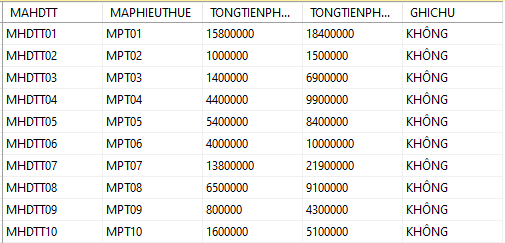 MAHDTT MAPHIEUTHUE TONGTIENPH... TONGTIENPH... GHICHU
MHDTT01 MPT01 15800000 18400000 KHÔNG
MHDTT02 MPT02 1000000 1500000 KHÔNG
MHDTT03 MPT03 1400000 6900000 KHÔNG
MHDTT04 MPT04 4400000 9900000 KHÔNG
MHDTT05 MPT05 5400000 8400000 KHÔNG
MHDTT06 MPT06 4000000 10000000 KHÔNG
MHDTT07 MPT07 13800000 21900000 KHÔNG
MHDTT08 MPT08 6500000 9100000 KHÔNG
MHDTT09 MPT09 800000 4300000 KHÔNG
MHDTT10 MPT10 1600000 5100000 KHÔNG